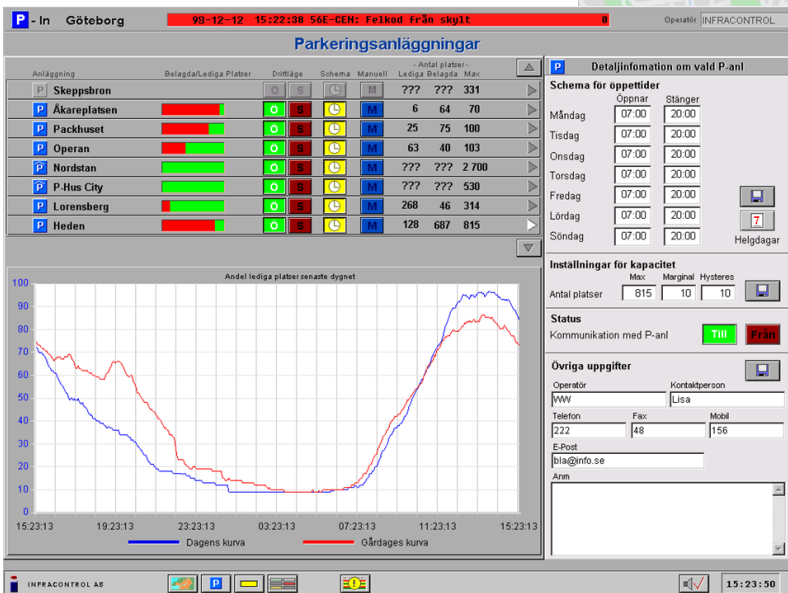 P - In Göteborg
98-12-12 15:22:38 56E-CEN: Felkod från skylt 0
Operatör INFRACONTROL
Parkeringsanläggningar
- Antal platser -
Anläggning Belagda/Lediga Platser Driftläge Schema Manuell Lediga Belagda Max
P Skeppsbron O S M ??? ??? 331
P Åkareplatsen O S M 6 64 70
P Packhuset O S M 25 75 100
P Operan O S M 63 40 103
P Nordstan O S M ??? ??? 2 700
P P-Hus City O S M ??? ??? 530
P Lorensberg O S M 268 46 314
P Heden O S M 128 687 815
Andel lediga platser senaste dygnet
100
90
80
70
60
50
40
30
20
10
0
15:23:13 19:23:13 23:23:13 03:23:13 07:23:13 11:23:13 15:23:13
Dagens kurva Gårdages kurva
P Detaljinfomation om vald P-anl
Schema för öppettider
Öppnar Stänger
Måndag 07:00 20:00
Tisdag 07:00 20:00
Onsdag 07:00 20:00
Torsdag 07:00 20:00
Fredag 07:00 20:00
Lördag 07:00 20:00 7
Söndag 07:00 20:00 Helgdagar
Inställningar för kapacitet
Max Marginal Hysteres
Antal platser 815 10 10
Status
Kommunikation med P-anl Till Från
Övriga uppgifter
Operatör Kontaktperson
WW Lisa
Telefon Fax Mobil
222 48 156
E-Post
bla@info.se
Anm
INFRACONTROL AB P 15:23:50